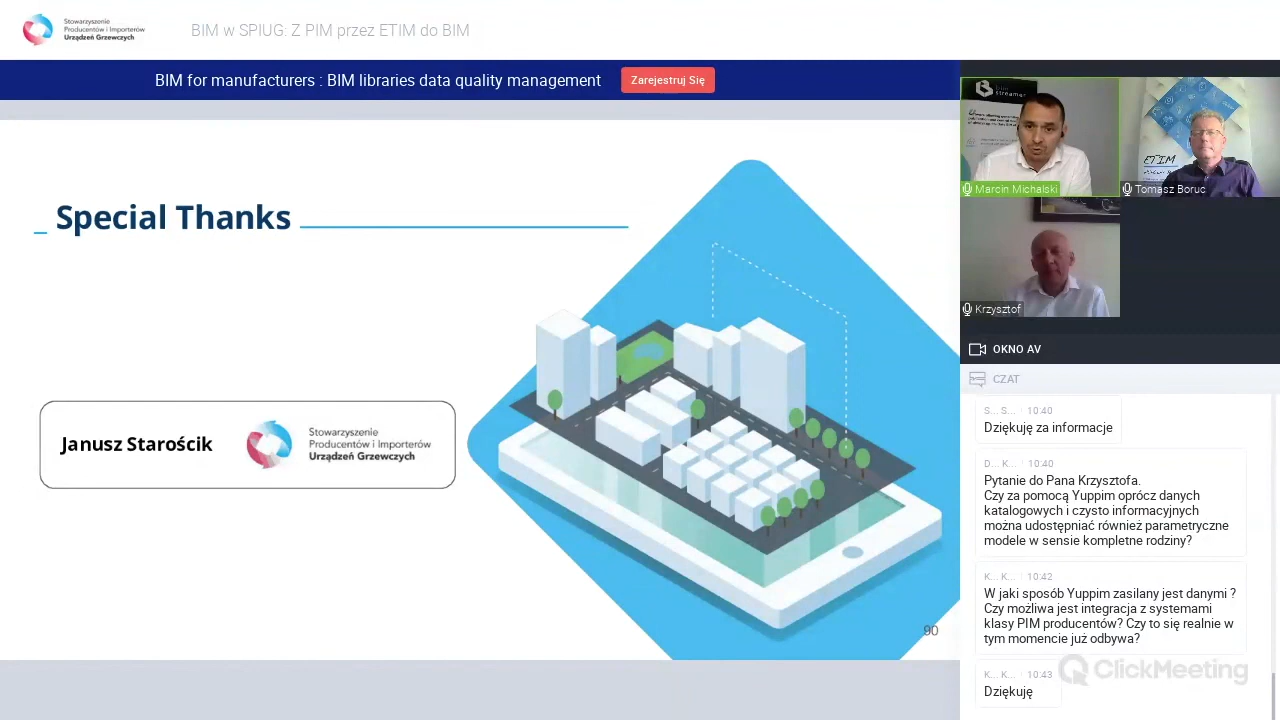 Stowarzyszenie
Producentów i Importerów
Urządzeń Grzewczych
BIM w SPIUG: Z PIM przez ETIM do BIM
BIM for manufacturers : BIM libraries data quality management
Zarejestruj Się
Special Thanks
Janusz Starościk
Stowarzyszenie
Producentów i Importerów
Urządzeń Grzewczych
90
bim
streamer
Marcin Michalski
ETIM
Tomasz Boruc
Krzysztof
OKNO AV
CZAT
S... S... 10:40
Dziękuję za informacje
D... K... 10:40
Pytanie do Pana Krzysztofa.
Czy za pomocą Yuppim oprócz danych
katalogowych i czysto informacyjnych
można udostępniać również parametryczne
modele w sensie kompletne rodziny?
K... K... 10:42
W jaki sposób Yuppim zasilany jest danymi ?
Czy możliwa jest integracja z systemami
klasy PIM producentów? Czy to się realnie w
tym momencie już odbywa?
K... K... 10:43
Dziękuję
ClickMeeting